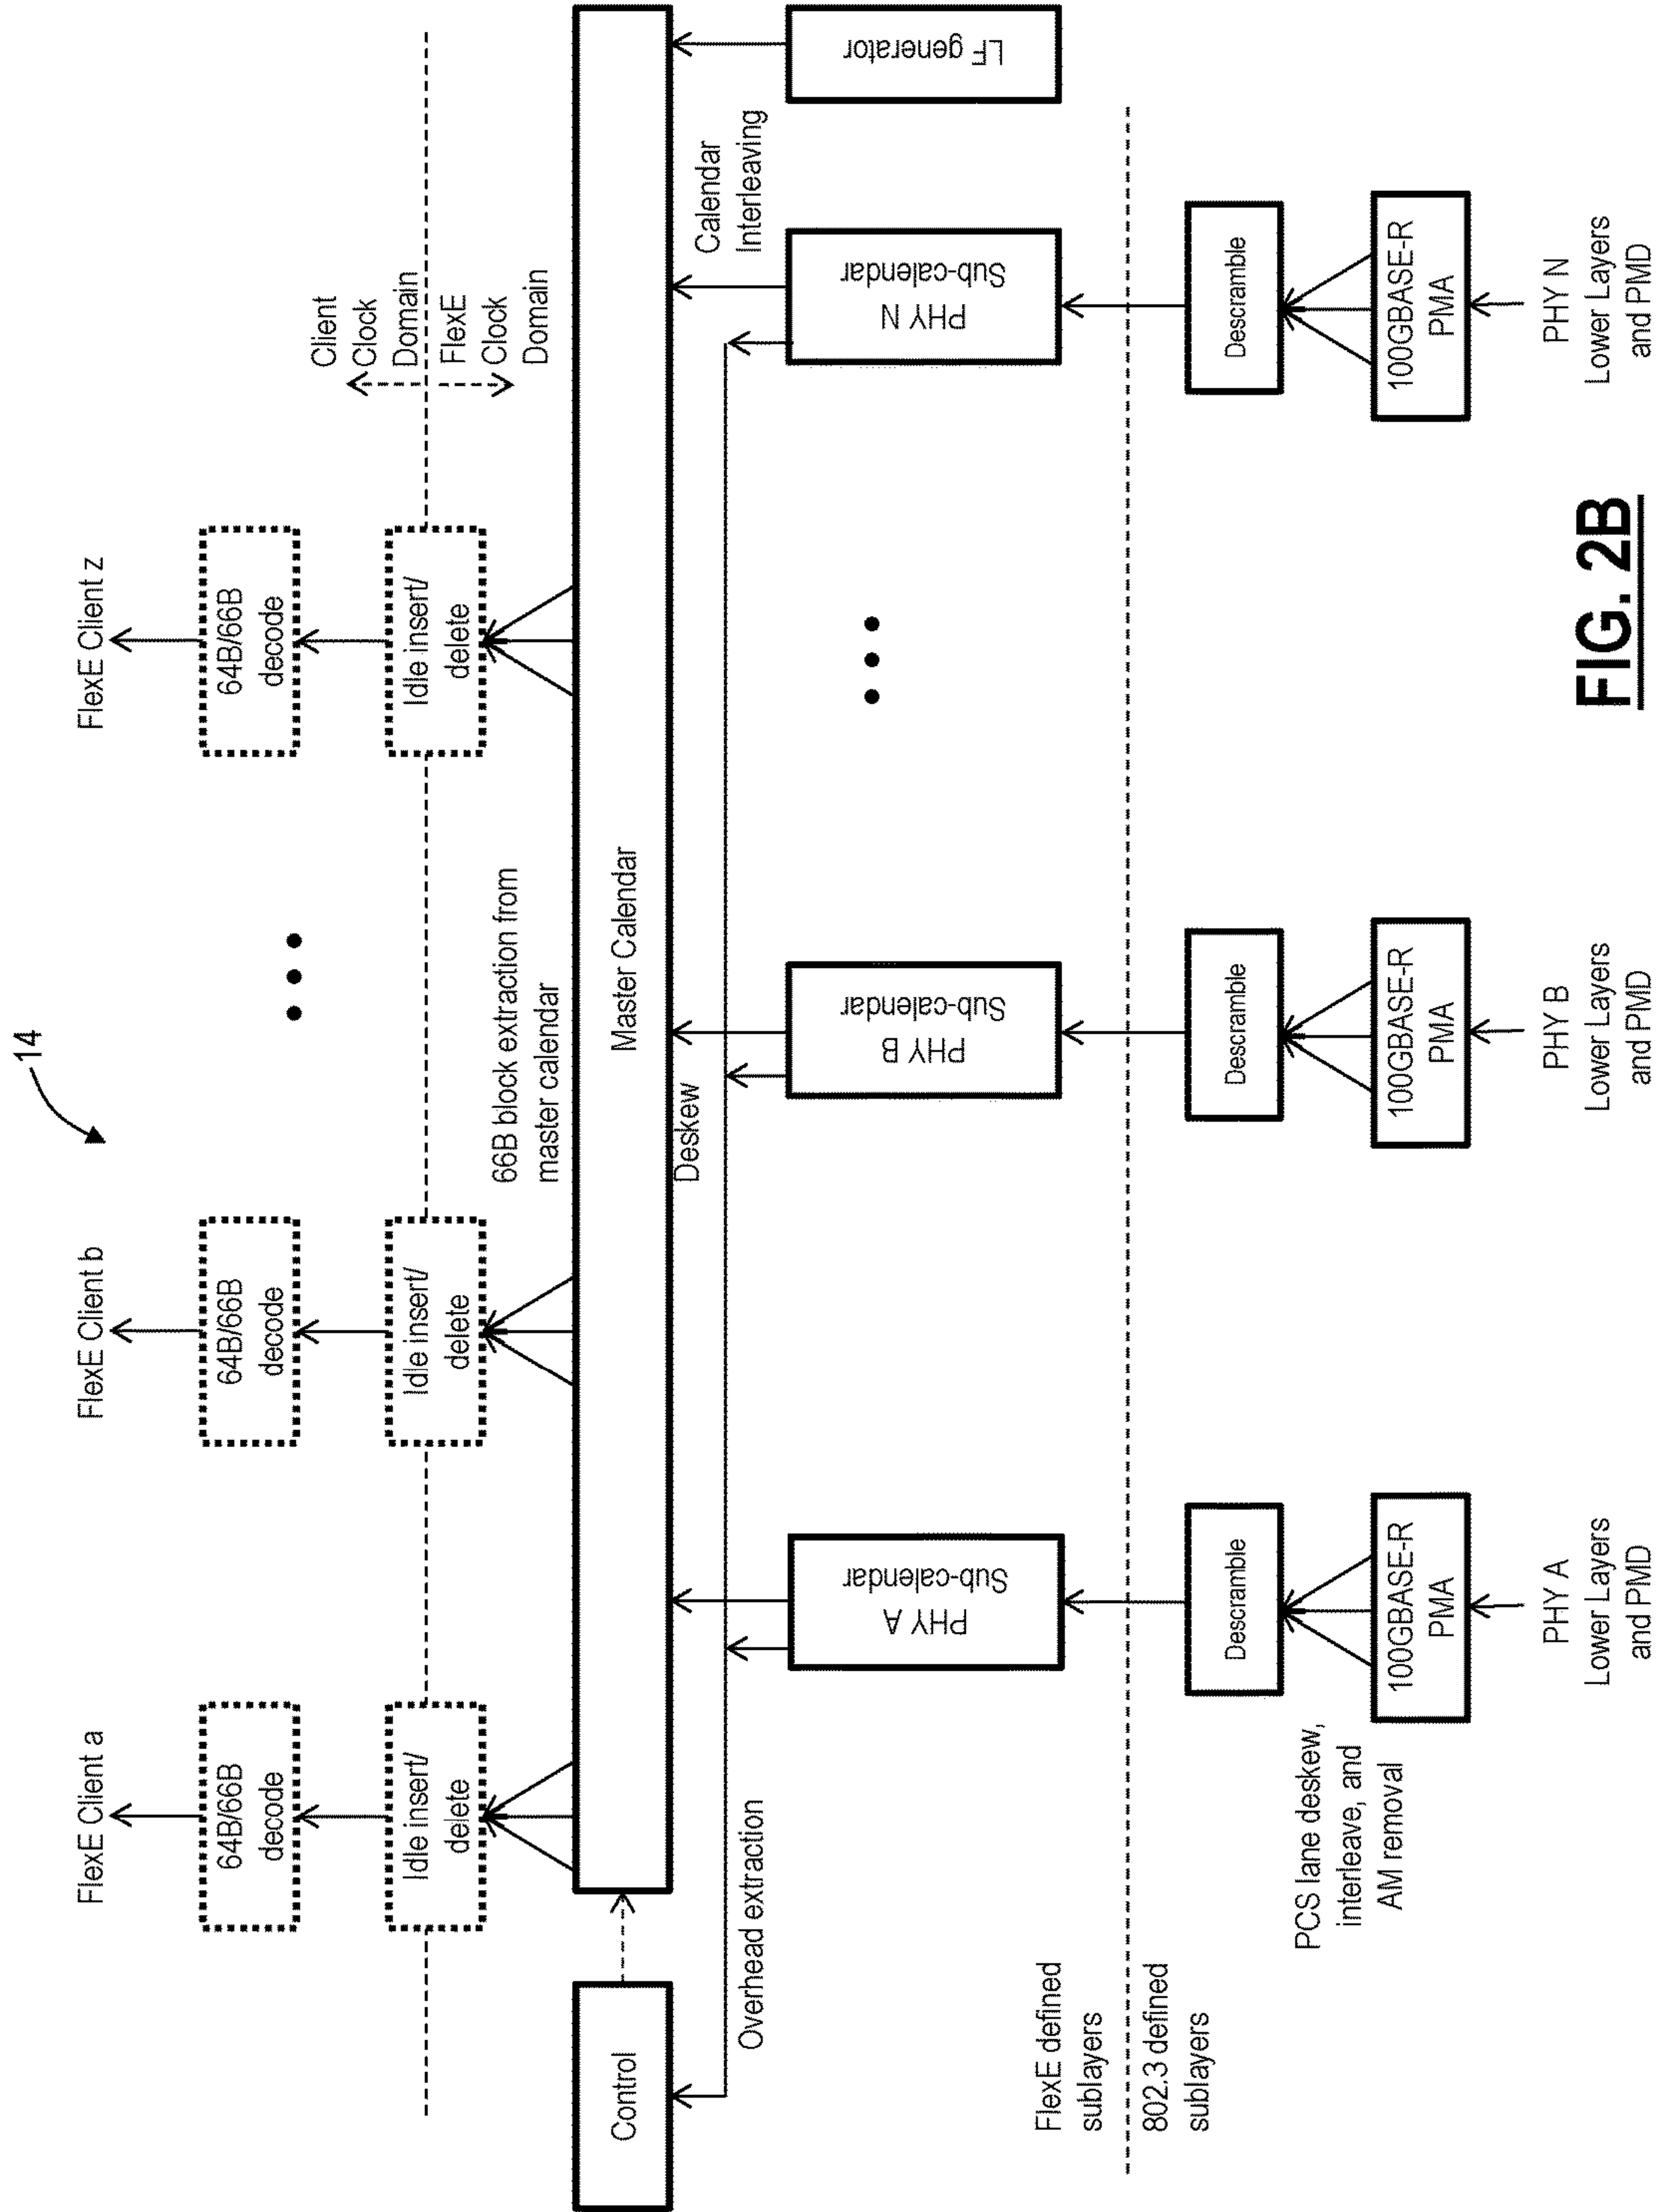 14
FlexE Client a
FlexE Client b
FlexE Client z
64B/66B
decode
64B/66B
decode
64B/66B
decode
Client
Clock
Domain
Idle insert/
delete
Idle insert/
delete
Idle insert/
delete
FlexE
Clock
Domain
66B block extraction from
master calendar
Control
Master Calendar
Deskew
Calendar
Interleaving
Overhead extraction
PHY A
Sub-calendar
PHY B
Sub-calendar
PHY N
Sub-calendar
LF generator
FlexE defined
sublayers
802.3 defined
sublayers
Descramble
Descramble
Descramble
PCS lane deskew,
interleave, and
AM removal
100GBASE-R
PMA
100GBASE-R
PMA
100GBASE-R
PMA
PHY A
Lower Layers
and PMD
PHY B
Lower Layers
and PMD
PHY N
Lower Layers
and PMD
FIG. 2B